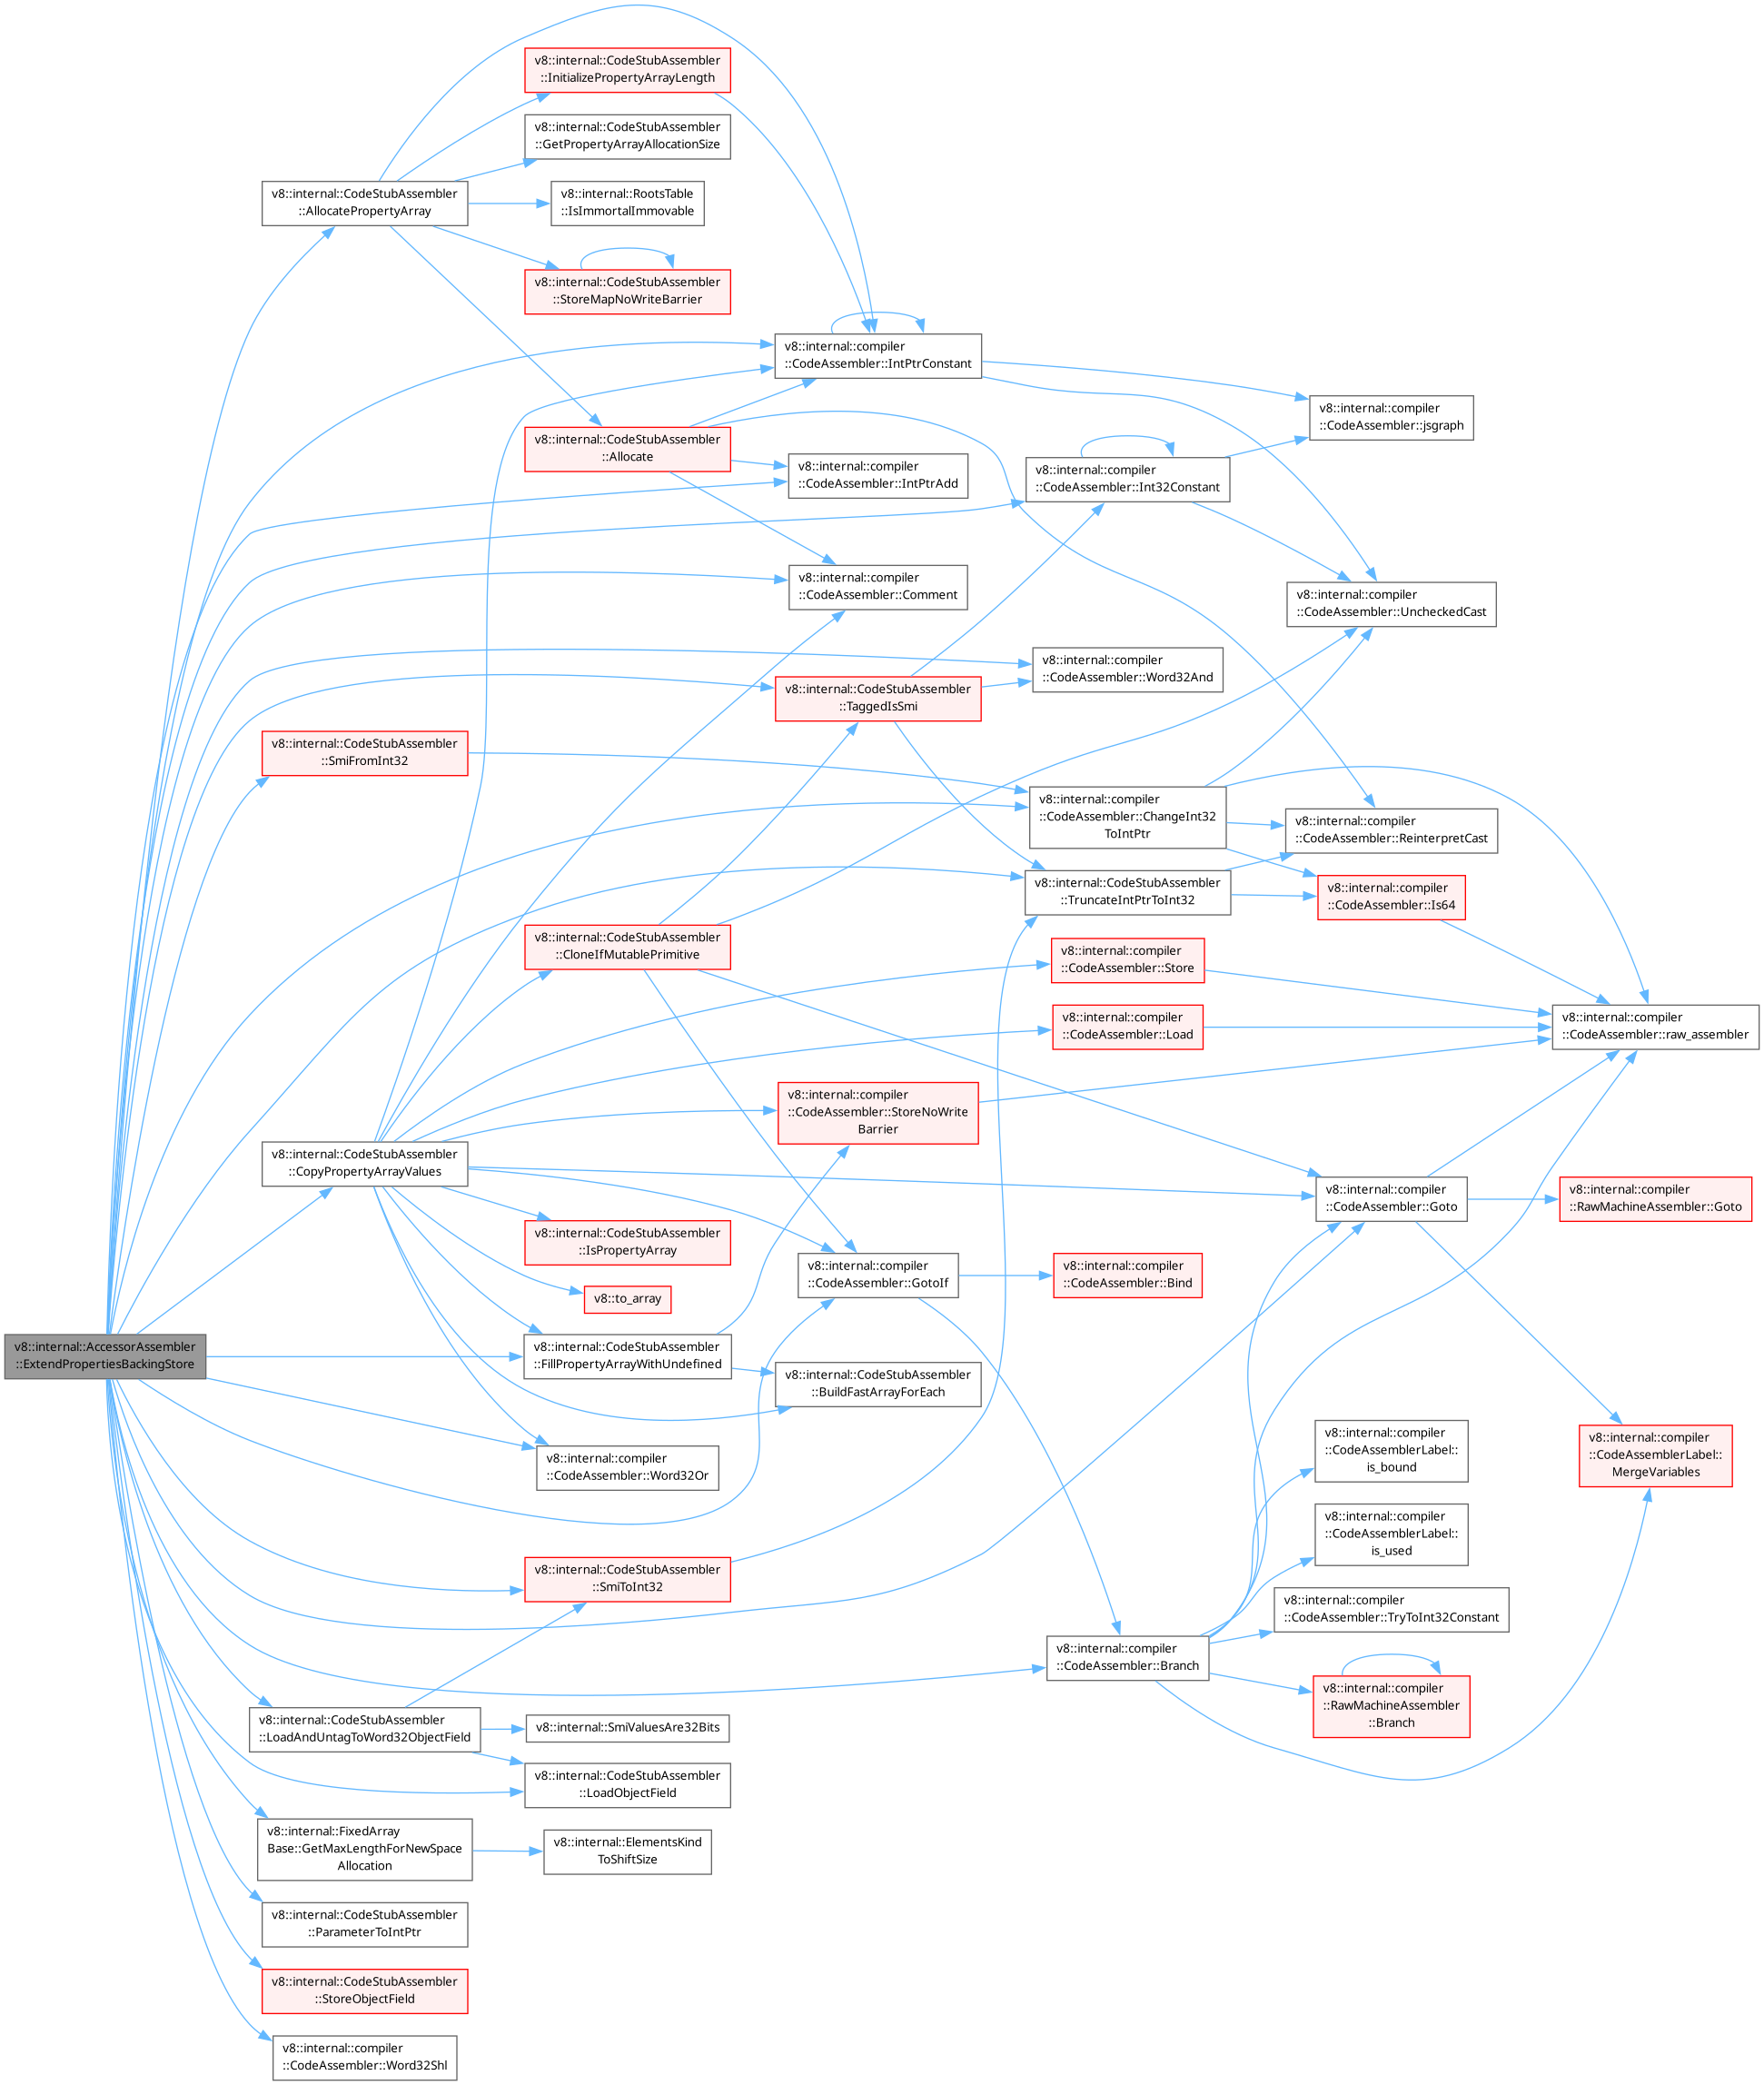 v8::internal::CodeStubAssembler
::InitializePropertyArrayLength
v8::internal::CodeStubAssembler
::GetPropertyArrayAllocationSize
v8::internal::CodeStubAssembler
::AllocatePropertyArray
v8::internal::RootsTable
::IsImmortalImmovable
v8::internal::CodeStubAssembler
::StoreMapNoWriteBarrier
v8::internal::compiler
::CodeAssembler::IntPtrConstant
v8::internal::compiler
::CodeAssembler::jsgraph
v8::internal::CodeStubAssembler
::Allocate
v8::internal::compiler
::CodeAssembler::IntPtrAdd
v8::internal::compiler
::CodeAssembler::Int32Constant
v8::internal::compiler
::CodeAssembler::Comment
v8::internal::compiler
::CodeAssembler::UncheckedCast
v8::internal::compiler
::CodeAssembler::Word32And
v8::internal::CodeStubAssembler
::TaggedIsSmi
v8::internal::CodeStubAssembler
::SmiFromInt32
v8::internal::compiler
::CodeAssembler::ChangeInt32
ToIntPtr
v8::internal::compiler
::CodeAssembler::ReinterpretCast
v8::internal::CodeStubAssembler
::TruncateIntPtrToInt32
v8::internal::compiler
::CodeAssembler::Is64
v8::internal::CodeStubAssembler
::CloneIfMutablePrimitive
v8::internal::compiler
::CodeAssembler::Store
v8::internal::compiler
::CodeAssembler::Load
v8::internal::compiler
::CodeAssembler::raw_assembler
v8::internal::compiler
::CodeAssembler::StoreNoWrite
Barrier
v8::internal::CodeStubAssembler
::CopyPropertyArrayValues
v8::internal::compiler
::CodeAssembler::Goto
v8::internal::compiler
::RawMachineAssembler::Goto
v8::internal::CodeStubAssembler
::IsPropertyArray
v8::internal::compiler
::CodeAssembler::GotoIf
v8::internal::compiler
::CodeAssembler::Bind
v8::to_array
v8::internal::AccessorAssembler
::ExtendPropertiesBackingStore
v8::internal::CodeStubAssembler
::FillPropertyArrayWithUndefined
v8::internal::CodeStubAssembler
::BuildFastArrayForEach
v8::internal::compiler
::CodeAssembler::Word32Or
v8::internal::compiler
::CodeAssemblerLabel::
is_bound
v8::internal::compiler
::CodeAssemblerLabel::
MergeVariables
v8::internal::compiler
::CodeAssemblerLabel::
is_used
v8::internal::CodeStubAssembler
::SmiToInt32
v8::internal::compiler
::CodeAssembler::TryToInt32Constant
v8::internal::compiler
::CodeAssembler::Branch
v8::internal::compiler
::RawMachineAssembler
::Branch
v8::internal::CodeStubAssembler
::LoadAndUntagToWord32ObjectField
v8::internal::SmiValuesAre32Bits
v8::internal::CodeStubAssembler
::LoadObjectField
v8::internal::FixedArray
Base::GetMaxLengthForNewSpace
Allocation
v8::internal::ElementsKind
ToShiftSize
v8::internal::CodeStubAssembler
::ParameterToIntPtr
v8::internal::CodeStubAssembler
::StoreObjectField
v8::internal::compiler
::CodeAssembler::Word32Shl